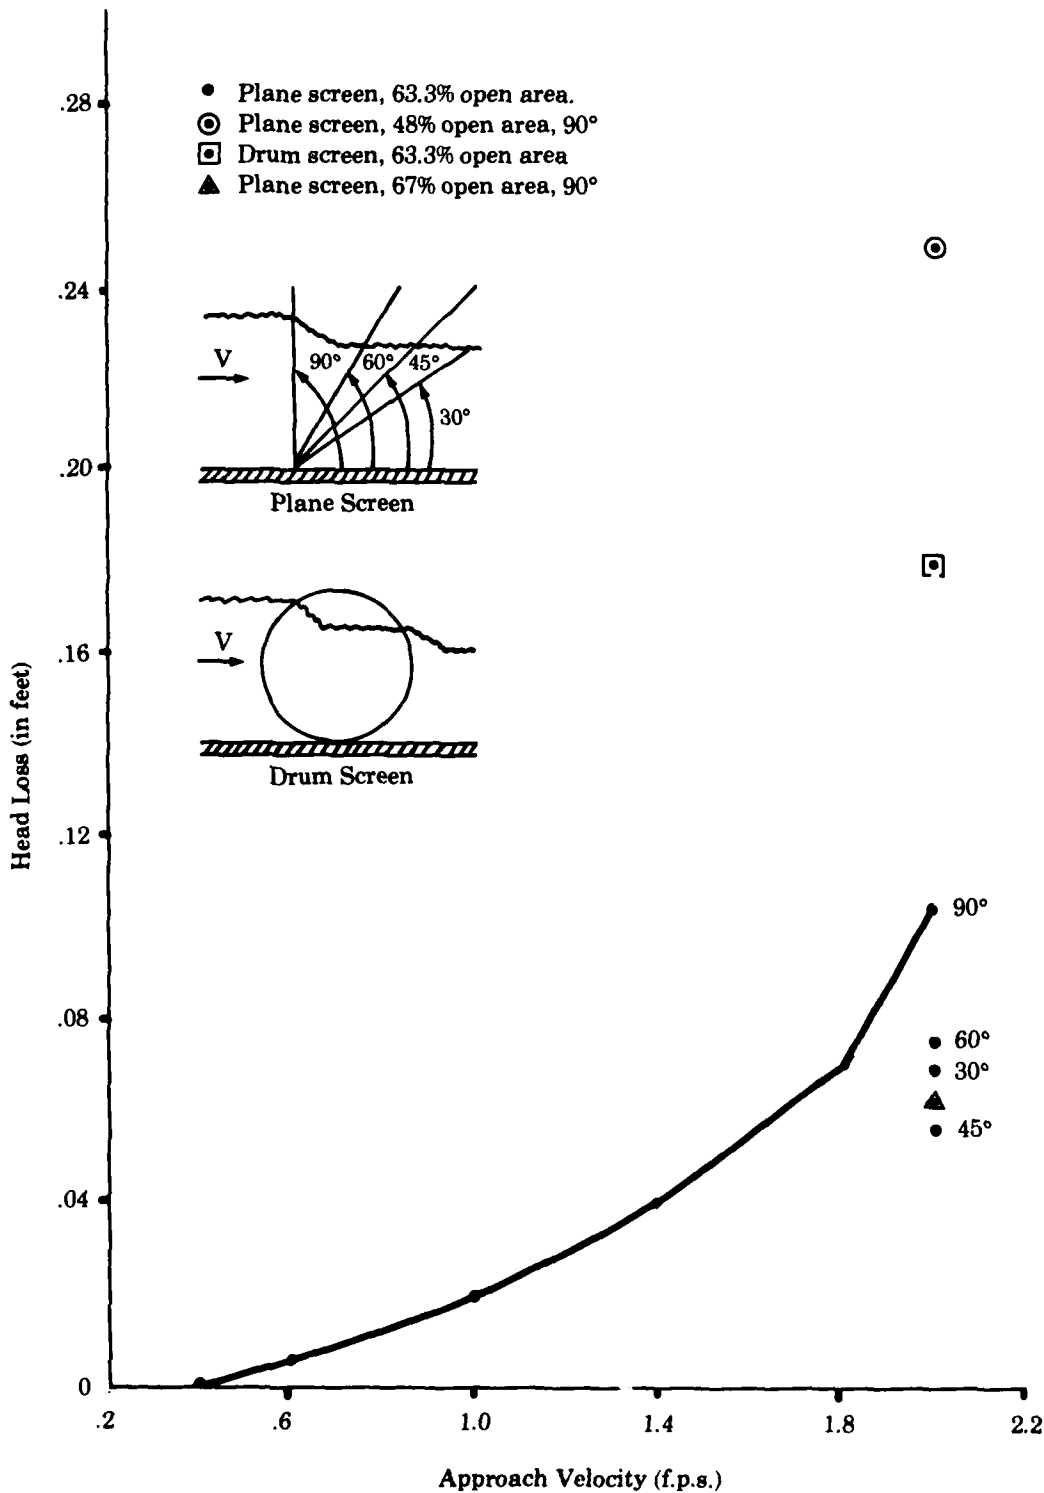 .28
Plane screen, 63.3% open area.
Plane screen, 48% open area, 90°
Drum screen, 63.3% open area
Plane screen, 67% open area, 90°
.24
V
90°
60°
45°
30°
.20
Plane Screen
V
.16
Drum Screen
Head Loss (in feet)
.12
90°
.08
60°
30°
45°
.04
0
.2
.6
1.0
1.4
1.8
2.2
Approach Velocity (f.p.s.)